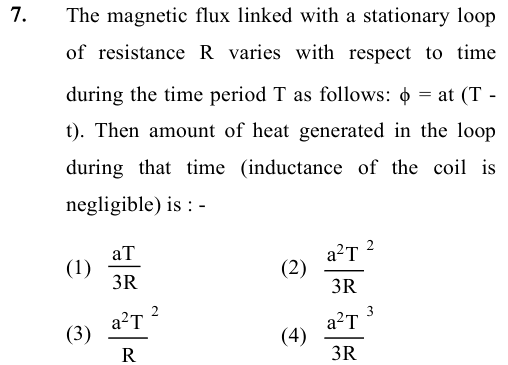 7. The magnetic flux linked with a stationary loop
of resistance R varies with respect to time
during the time period T as follows: ϕ = at (T -
t). Then amount of heat generated in the loop
during that time (inductance of the coil is
negligible) is : -
(1) aT/3R (2) a²T²/3R
(3) a²T²/R (4) a²T³/3R